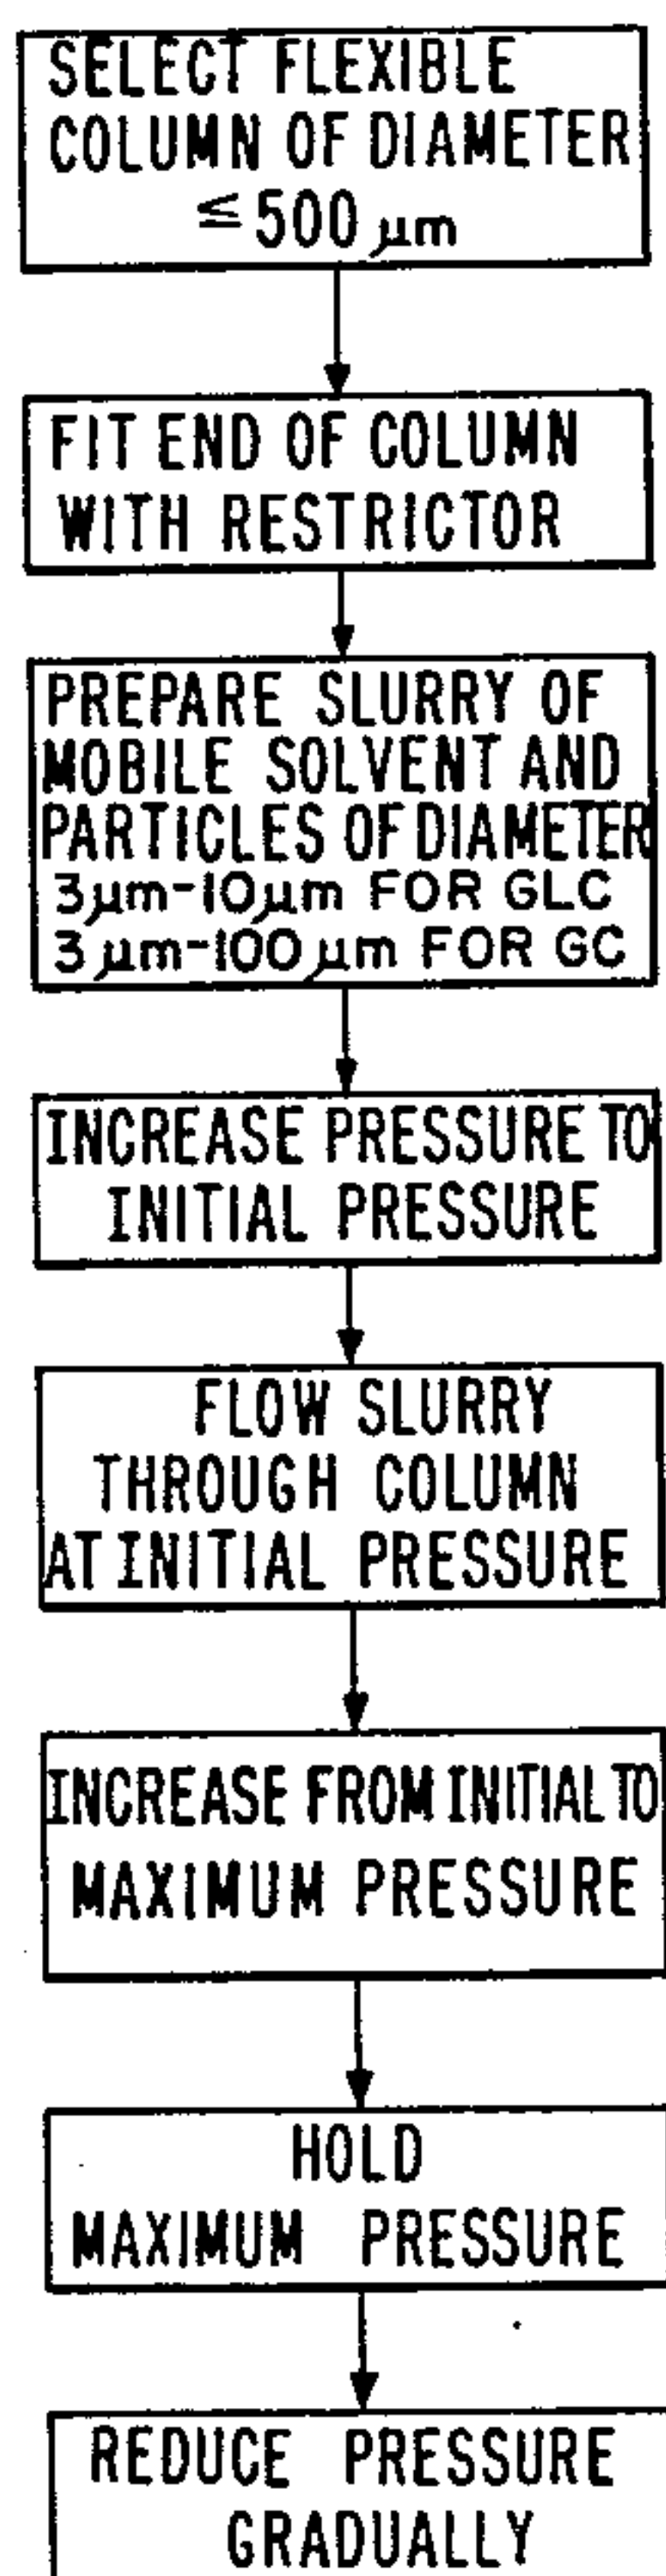 SELECT FLEXIBLE
COLUMN OF DIAMETER
≤ 500 µm
FIT END OF COLUMN
WITH RESTRICTOR
PREPARE SLURRY OF
MOBILE SOLVENT AND
PARTICLES OF DIAMETER
3µm-10µm FOR GLC
3µm-100µm FOR GC
INCREASE PRESSURE TO
INITIAL PRESSURE
FLOW SLURRY
THROUGH COLUMN
AT INITIAL PRESSURE
INCREASE FROM INITIAL TO
MAXIMUM PRESSURE
HOLD
MAXIMUM PRESSURE
REDUCE PRESSURE
GRADUALLY